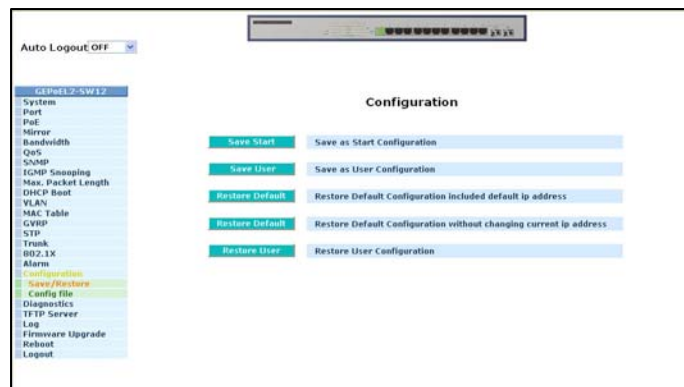 Auto Logout OFF
GEPoEL2-SW12
System
Port
PoE
Mirror
Bandwidth
QoS
SNMP
IGMP Snooping
Max. Packet Length
DHCP Boot
VLAN
MAC Table
GVRP
STP
Trunk
802.1X
Alarm
Configuration
Save/Restore
Config file
Diagnostics
TFTP Server
Log
Firmware Upgrade
Reboot
Logout
Configuration
Save Start Save as Start Configuration
Save User Save as User Configuration
Restore Default Restore Default Configuration included default ip address
Restore Default Restore Default Configuration without changing current ip address
Restore User Restore User Configuration